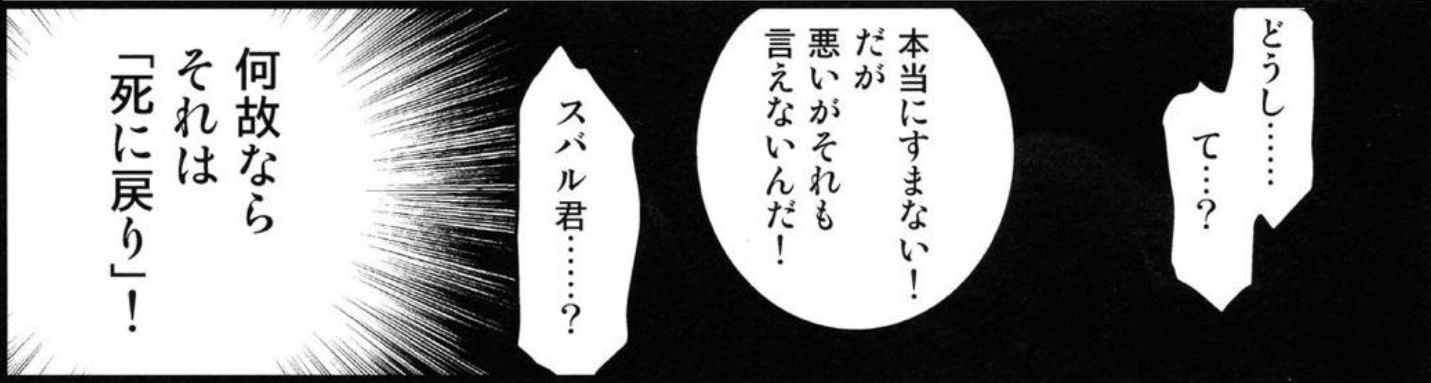 どうし……
て…？
本当にすまない！
だが
悪いがそれも
言えないんだ！
スバル君……？
何故なら
それは
「死に戻り」！